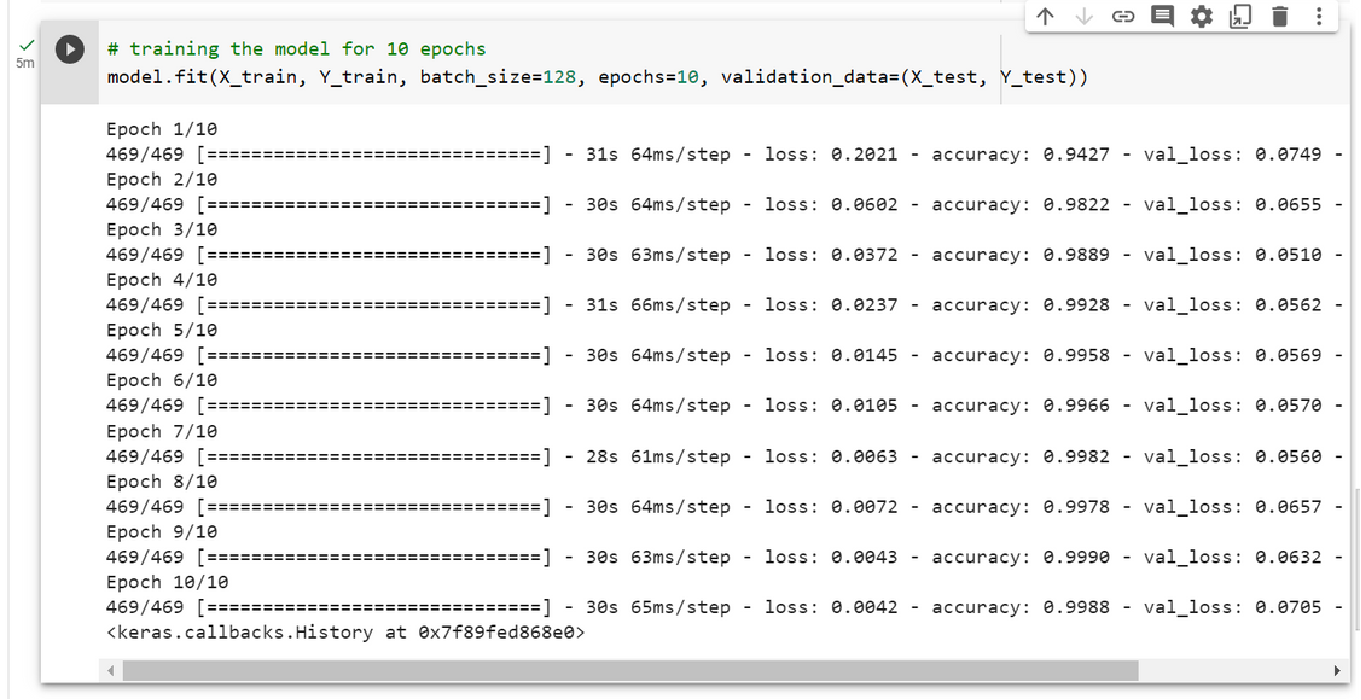 5m
# training the model for 10 epochs
model.fit(X_train, Y_train, batch_size=128, epochs=10, validation_data=(X_test, Y_test))
Epoch 1/10
469/469 [==============================] - 31s 64ms/step - loss: 0.2021 - accuracy: 0.9427 - val_loss: 0.0749 -
Epoch 2/10
469/469 [==============================] - 30s 64ms/step - loss: 0.0602 - accuracy: 0.9822 - val_loss: 0.0655 -
Epoch 3/10
469/469 [==============================] - 30s 63ms/step - loss: 0.0372 - accuracy: 0.9889 - val_loss: 0.0510 -
Epoch 4/10
469/469 [==============================] - 31s 66ms/step - loss: 0.0237 - accuracy: 0.9928 - val_loss: 0.0562 -
Epoch 5/10
469/469 [==============================] - 30s 64ms/step - loss: 0.0145 - accuracy: 0.9958 - val_loss: 0.0569 -
Epoch 6/10
469/469 [==============================] - 30s 64ms/step - loss: 0.0105 - accuracy: 0.9966 - val_loss: 0.0570 -
Epoch 7/10
469/469 [==============================] - 28s 61ms/step - loss: 0.0063 - accuracy: 0.9982 - val_loss: 0.0560 -
Epoch 8/10
469/469 [==============================] - 30s 64ms/step - loss: 0.0072 - accuracy: 0.9978 - val_loss: 0.0657 -
Epoch 9/10
469/469 [==============================] - 30s 63ms/step - loss: 0.0043 - accuracy: 0.9990 - val_loss: 0.0632 -
Epoch 10/10
469/469 [==============================] - 30s 65ms/step - loss: 0.0042 - accuracy: 0.9988 - val_loss: 0.0705 -
<keras.callbacks.History at 0x7f89fed868e0>